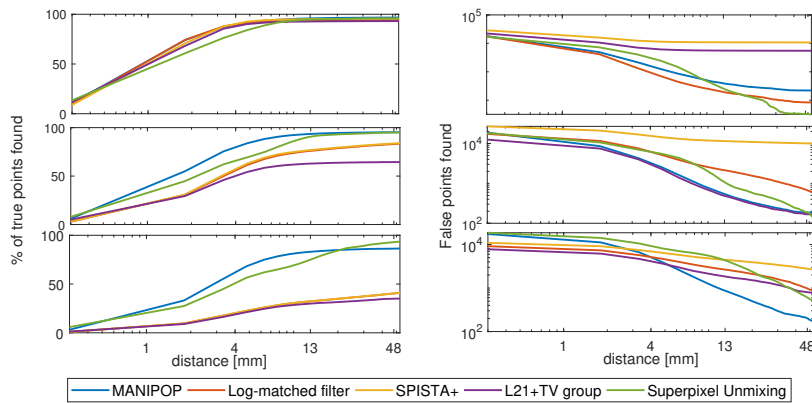 % of true points found
100
50
0
100
50
0
100
50
0
1 4 13 48
distance [mm]
False points found
10^5
10^4
10^2
10^4
10^2
1 4 13 48
distance [mm]
MANIPOP Log-matched filter SPISTA+ L21+TV group Superpixel Unmixing